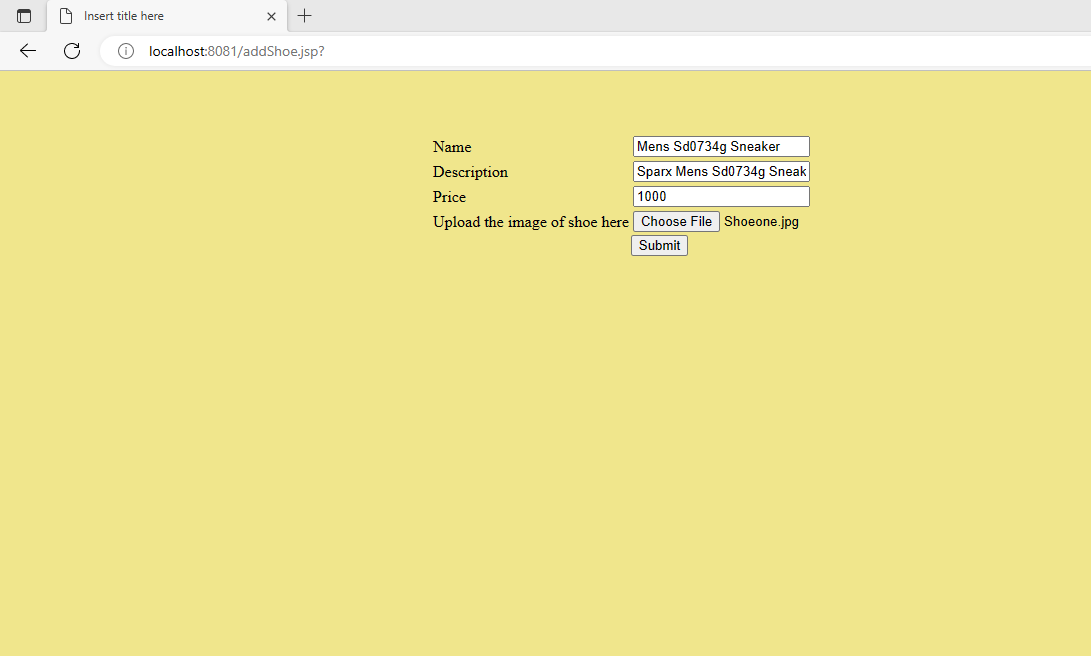 Insert title here
localhost:8081/addShoe.jsp?
Name Mens Sd0734g Sneaker
Description Sparx Mens Sd0734g Sneak
Price 1000
Upload the image of shoe here Choose File Shoeone.jpg
Submit